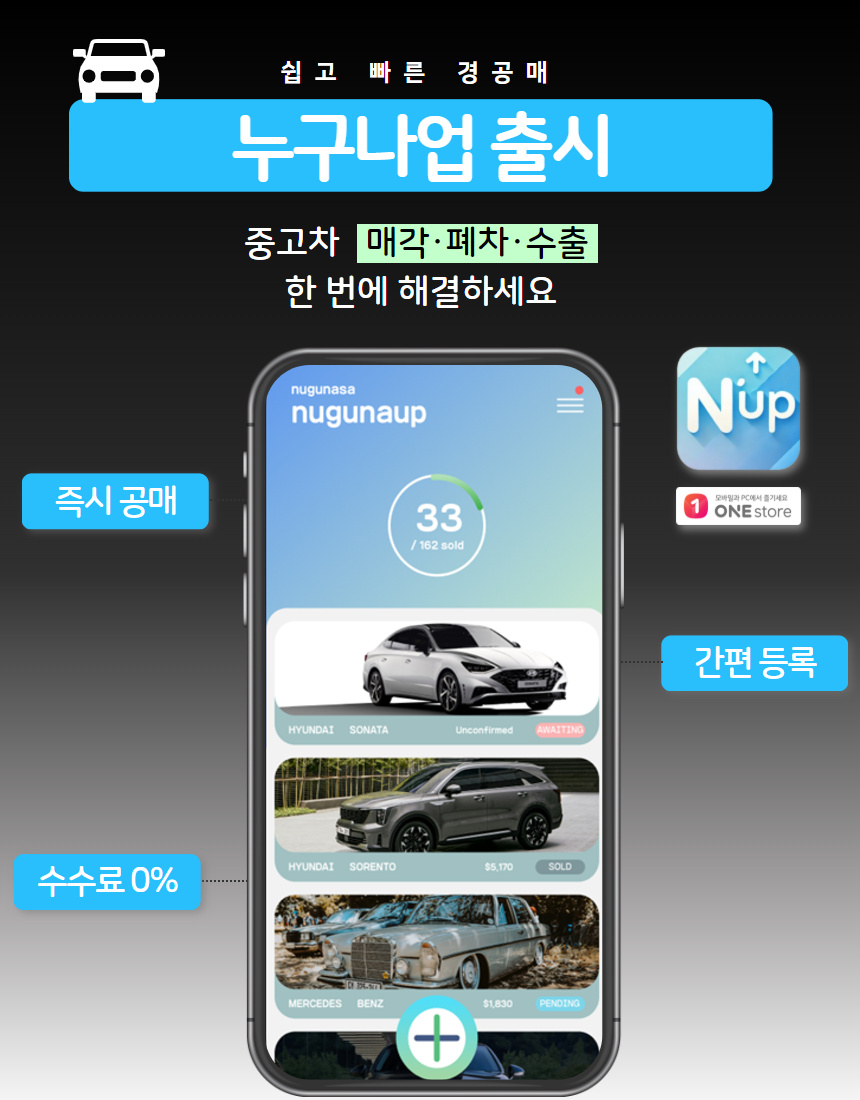 쉽고 빠른 경공매
누구나업 출시
중고차 매각·폐차·수출
한 번에 해결하세요
nugunasa
nugunaup
N'up
즉시 공매
33
/ 162 sold
모바일과 PC에서 즐기세요
1 ONE store
간편 등록
HYUNDAI SONATA Unconfirmed AWAITING
HYUNDAI SORENTO $5,170 SOLD
수수료 0%
MERCEDES BENZ $1,830 PENDING